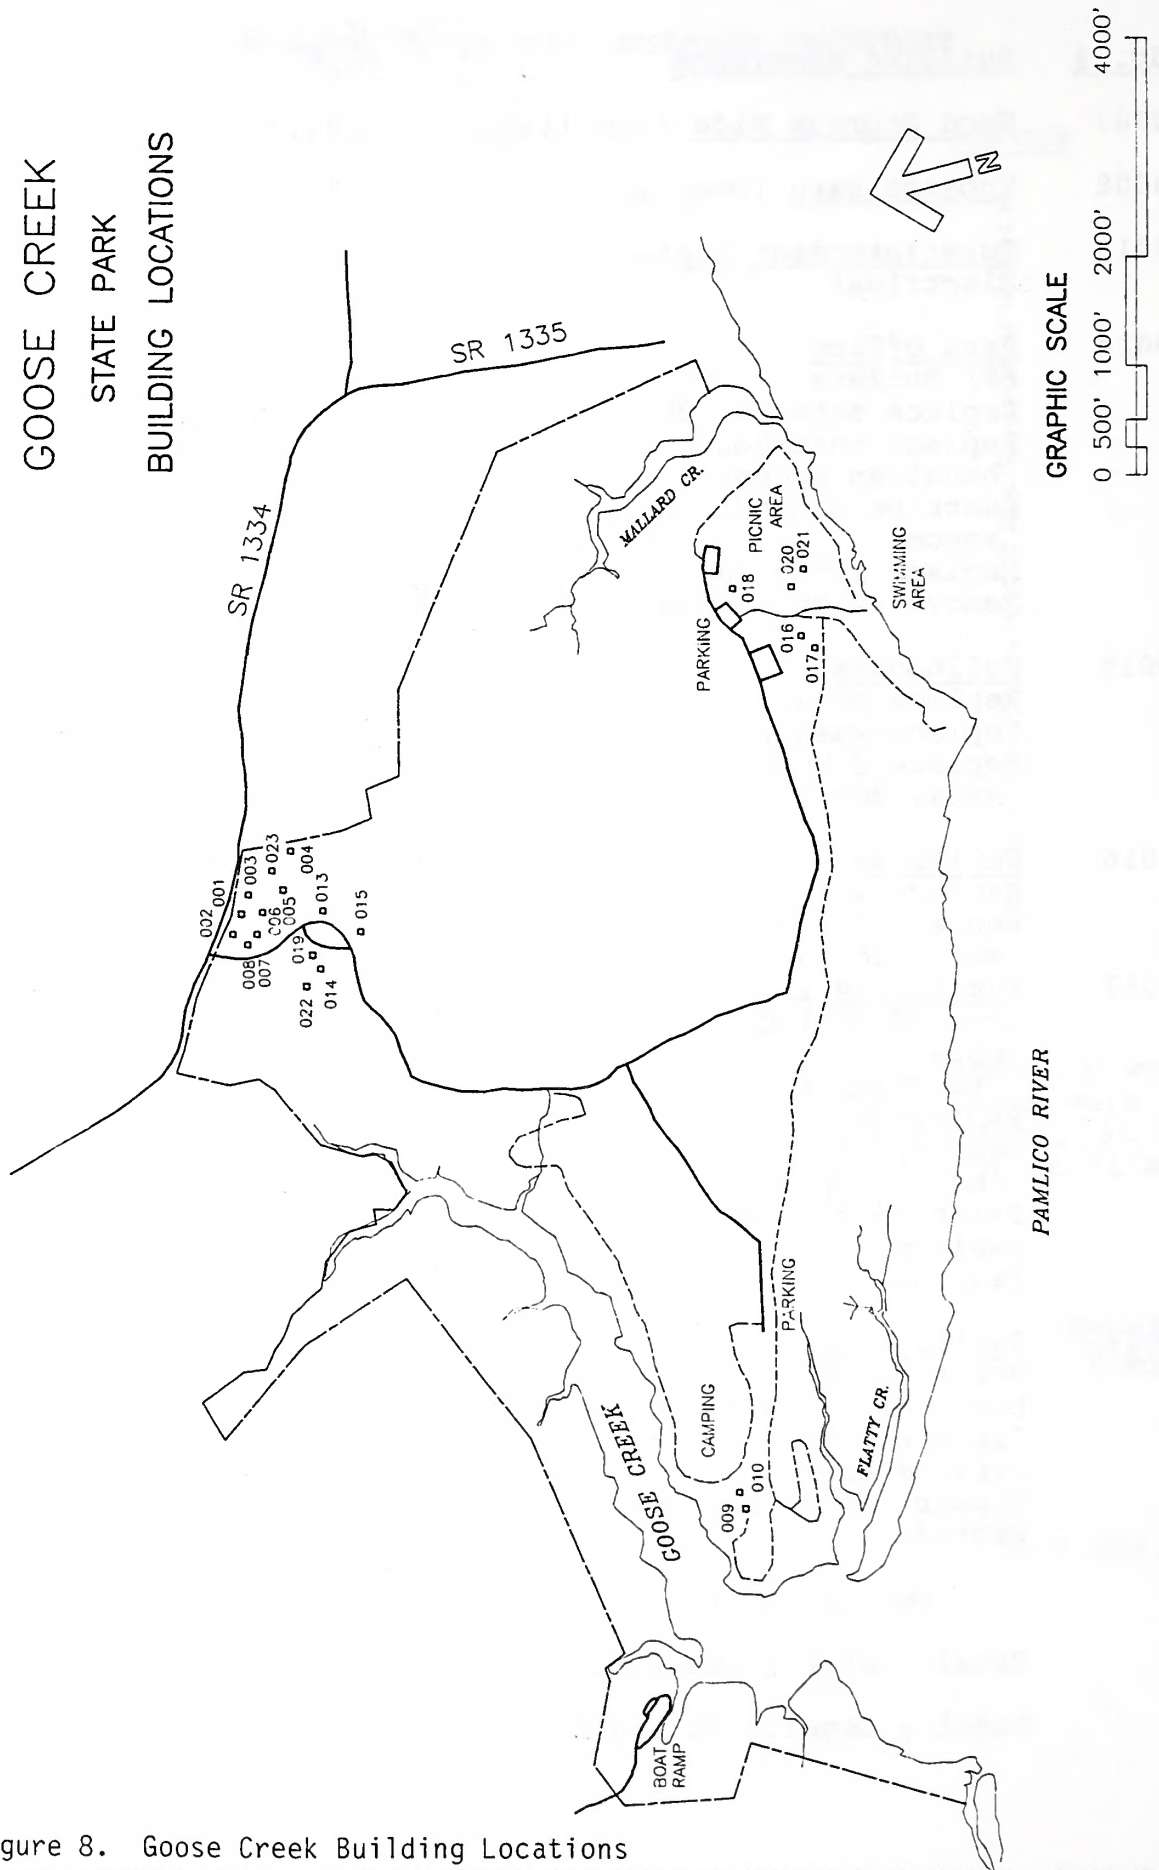 GOOSE CREEK
STATE PARK
BUILDING LOCATIONS
SR 1334
SR 1335
002
001
003
023
004
006
005
013
015
008
007
019
022
014
MALLARD CR.
PICNIC
AREA
PARKING
018
020
021
016
017
SWIMMING
AREA
PARKING
CAMPING
009
010
GOOSE CREEK
FLATTY CR.
PAMLICO RIVER
BOAT
RAMP
N
GRAPHIC SCALE
0 500' 1000' 2000' 4000'
gure 8. Goose Creek Building Locations